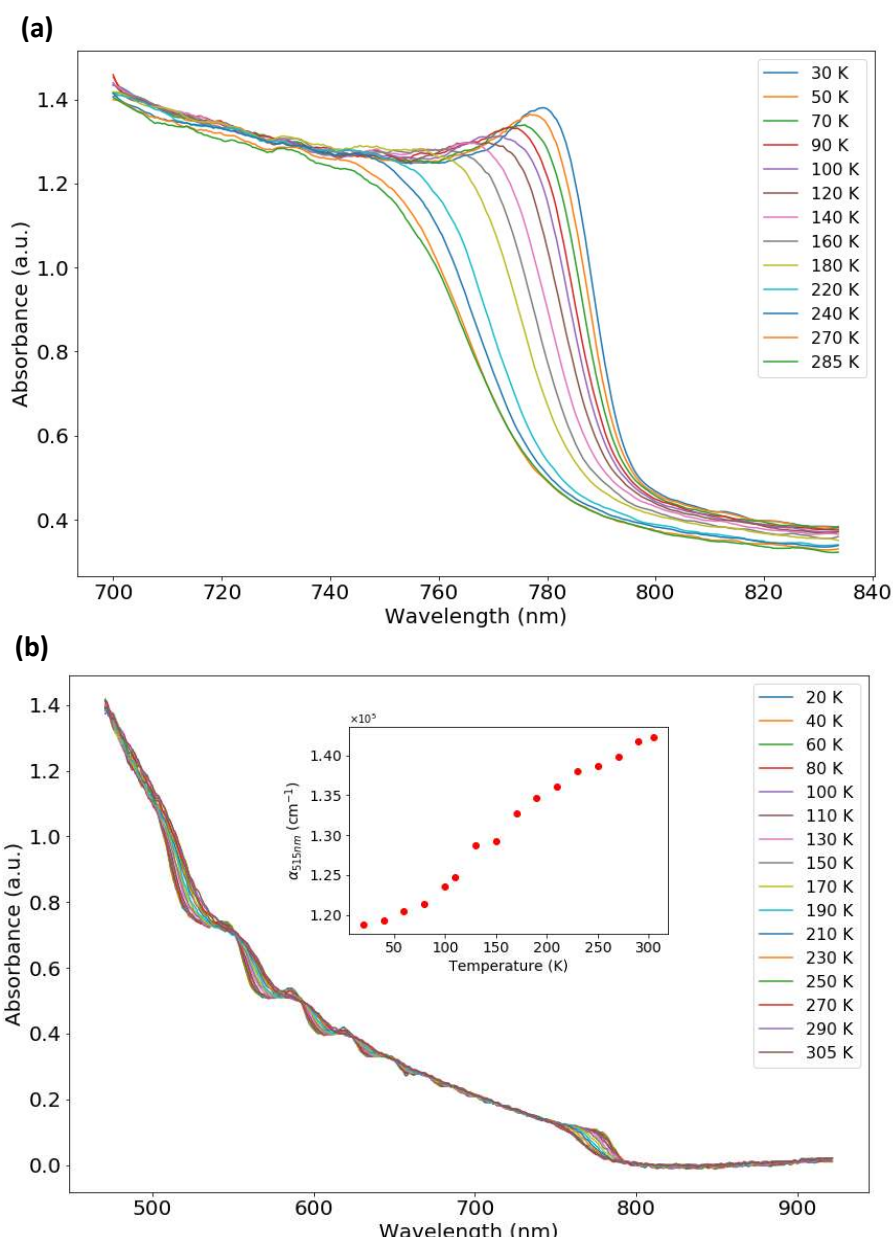 (a)
1.4
1.2
1.0
0.8
0.6
0.4
Absorbance (a.u.)
30 K
50 K
70 K
90 K
100 K
120 K
140 K
160 K
180 K
220 K
240 K
270 K
285 K
700 720 740 760 780 800 820 840
Wavelength (nm)
(b)
1.4
1.2
1.0
0.8
0.6
0.4
0.2
0.0
Absorbance (a.u.)
×10⁵
1.40
1.35
1.30
1.25
1.20
α515nm (cm⁻¹)
50 100 150 200 250 300
Temperature (K)
20 K
40 K
60 K
80 K
100 K
110 K
130 K
150 K
170 K
190 K
210 K
230 K
250 K
270 K
290 K
305 K
500 600 700 800 900
Wavelength (nm)